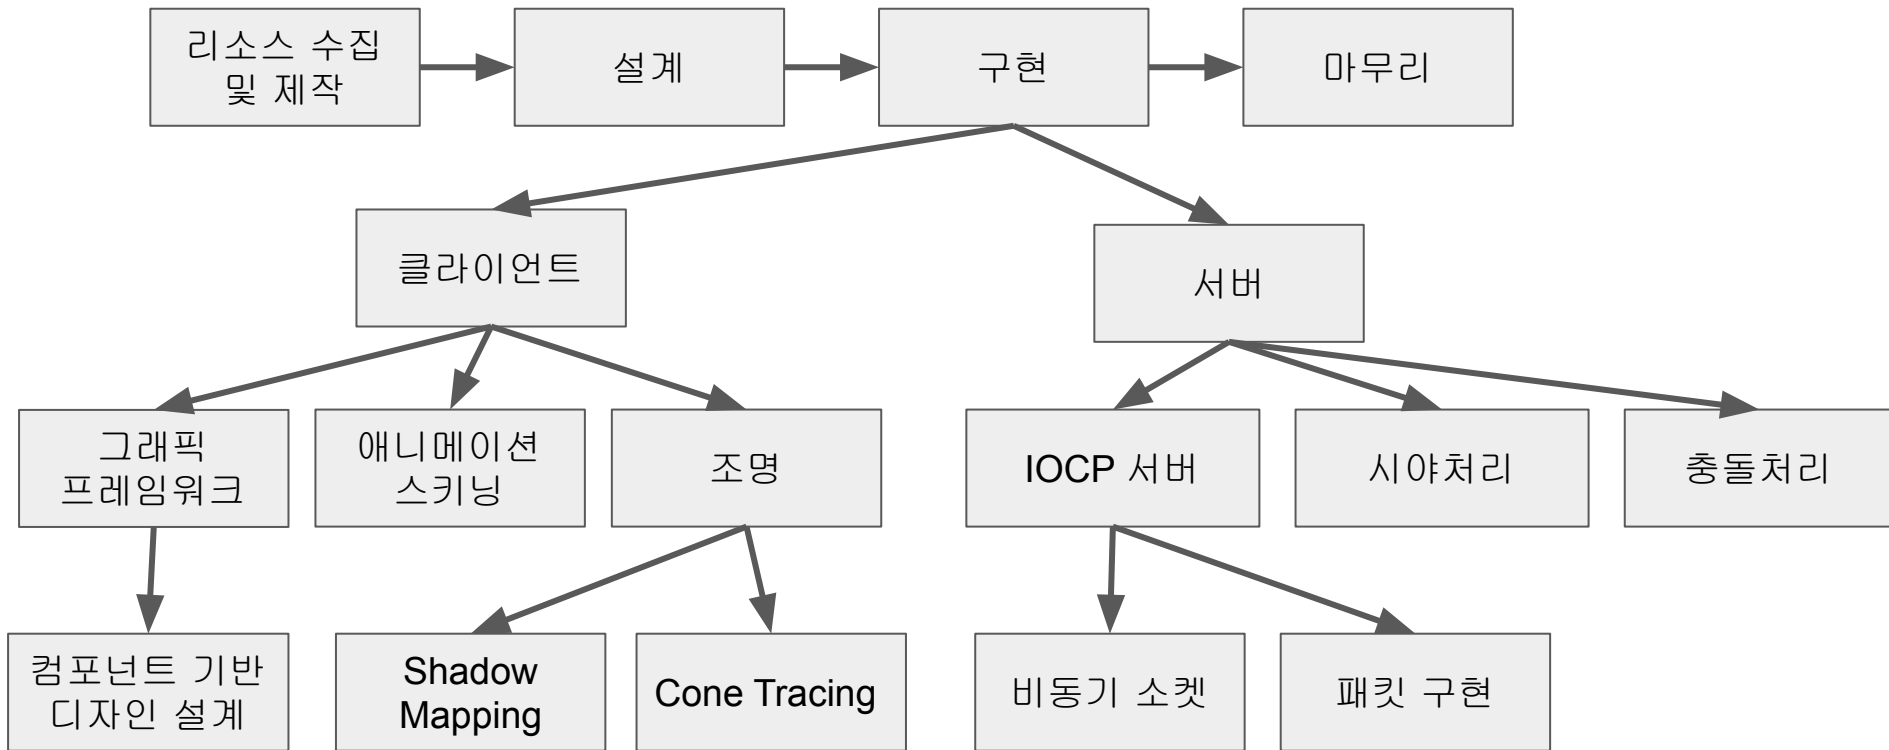 리소스 수집
및 제작
설계
구현
마무리
클라이언트
서버
그래픽
프레임워크
애니메이션
스키닝
조명
IOCP 서버
시야처리
충돌처리
컴포넌트 기반
디자인 설계
Shadow
Mapping
Cone Tracing
비동기 소켓
패킷 구현